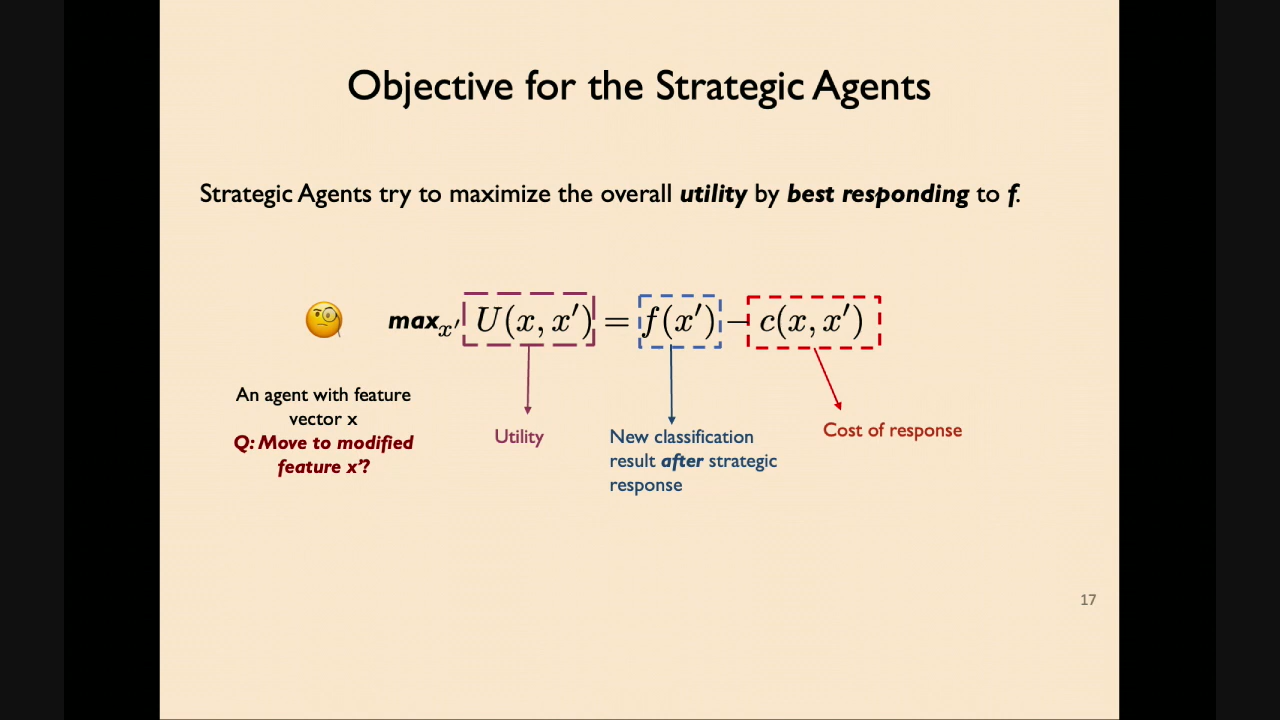 Objective for the Strategic Agents
Strategic Agents try to maximize the overall utility by best responding to f.
max_{x'} U(x, x') = f(x') − c(x, x')
An agent with feature
vector x
Q: Move to modified
feature x'?
Utility
New classification
result after strategic
response
Cost of response
17